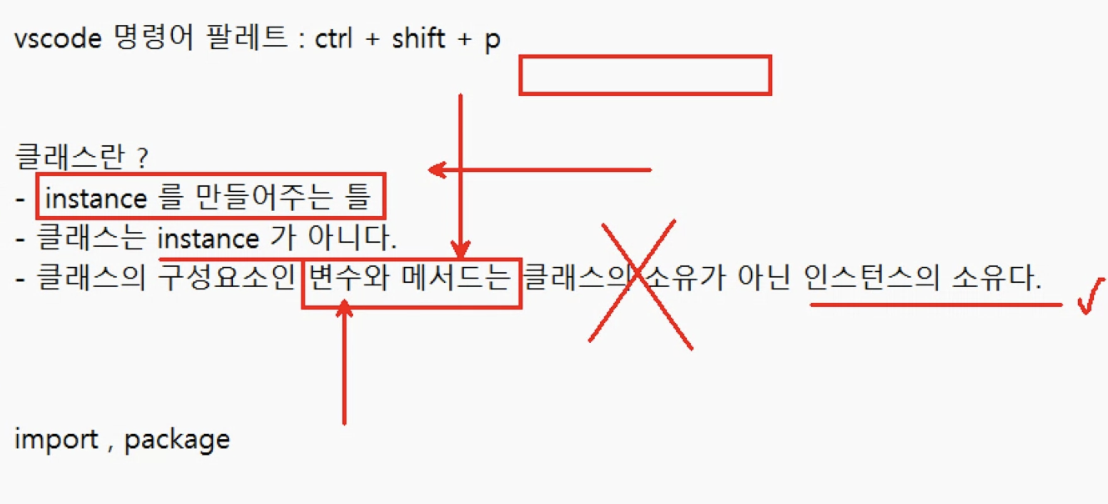 vscode 명령어 팔레트 : ctrl + shift + p
클래스란 ?
- instance 를 만들어주는 틀
- 클래스는 instance 가 아니다.
- 클래스의 구성요소인 변수와 메서드는 클래스의 소유가 아닌 인스턴스의 소유다.
import , package